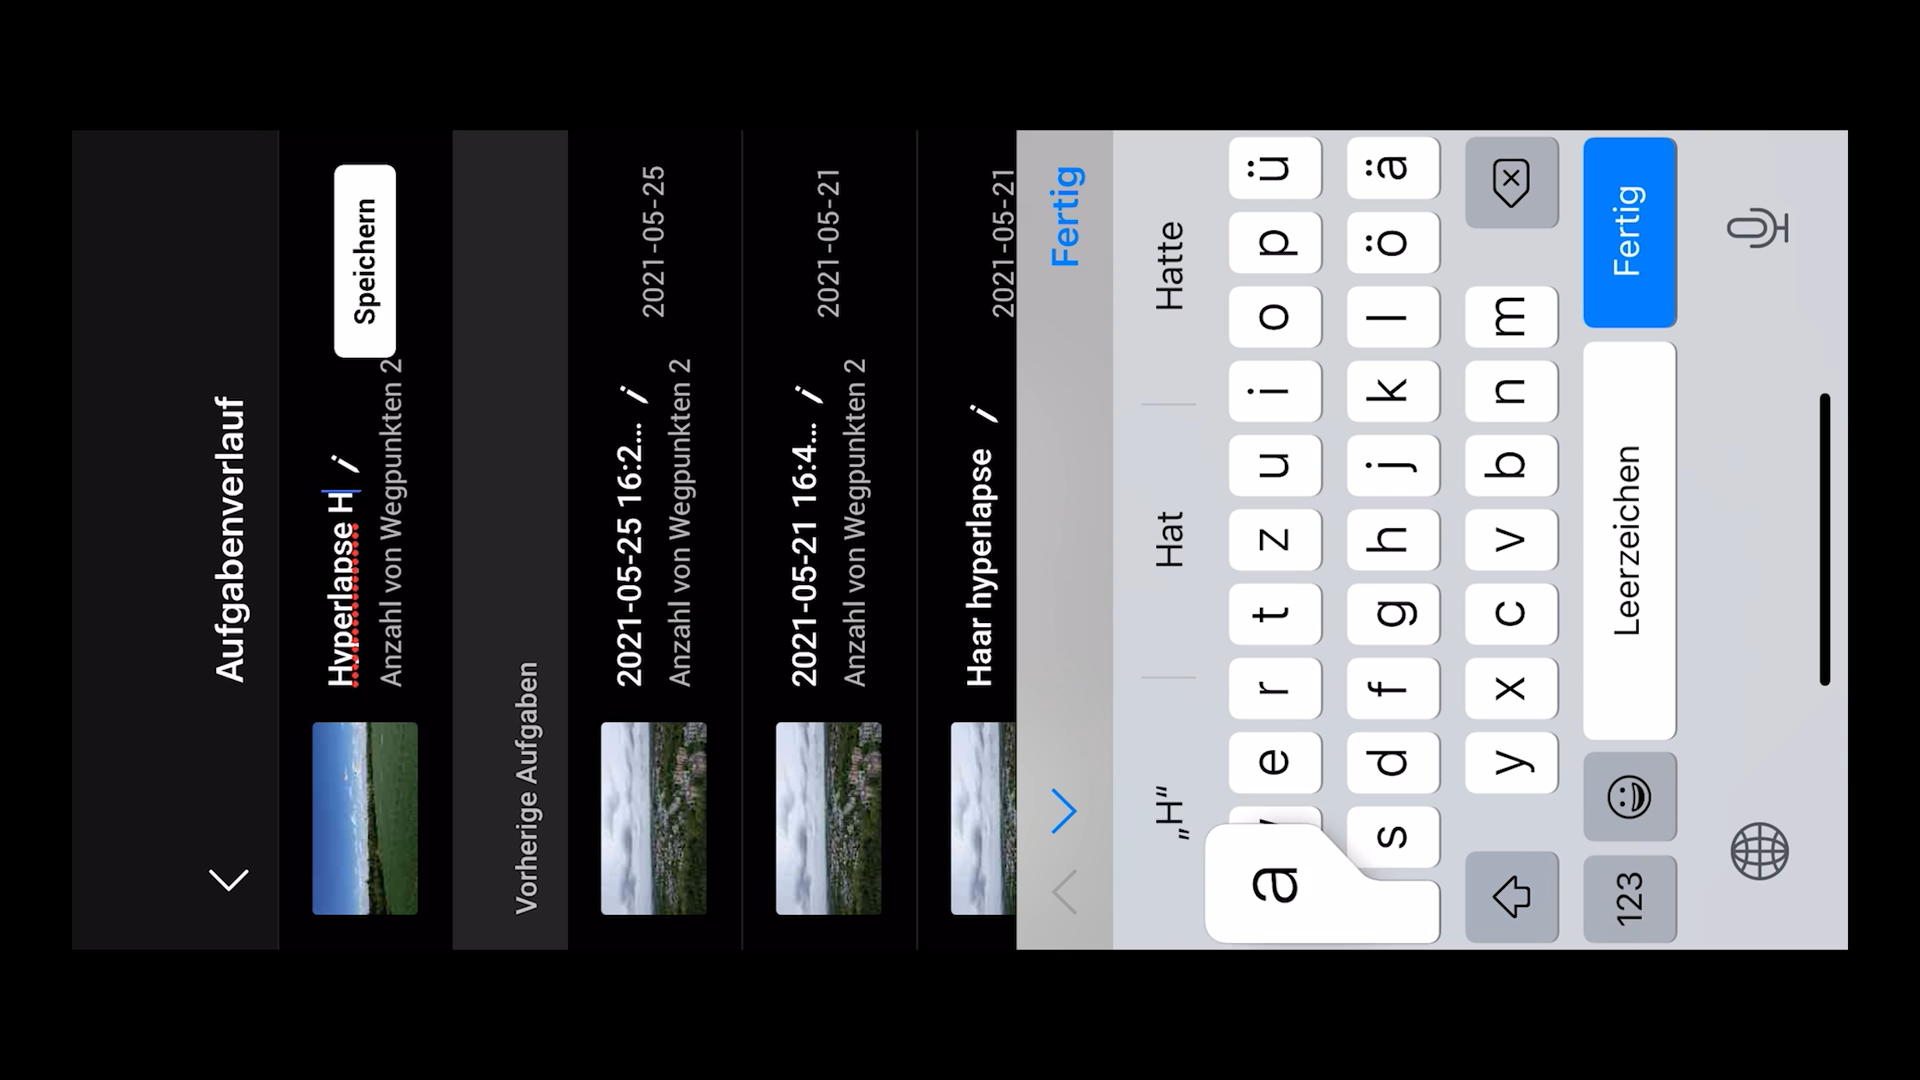 Aufgabenverlauf
Hyperlapse H
Anzahl von Wegpunkten 2
Speichern
Vorherige Aufgaben
2021-05-25 16:2...
Anzahl von Wegpunkten 2
2021-05-25
2021-05-21 16:4...
Anzahl von Wegpunkten 2
2021-05-21
Haar hyperlapse
2021-05-21
Fertig
„H“ Hat Hatte
e r t z u i o p ü
a s d f g h j k l ö ä
y x c v b n m
123 Leerzeichen Fertig